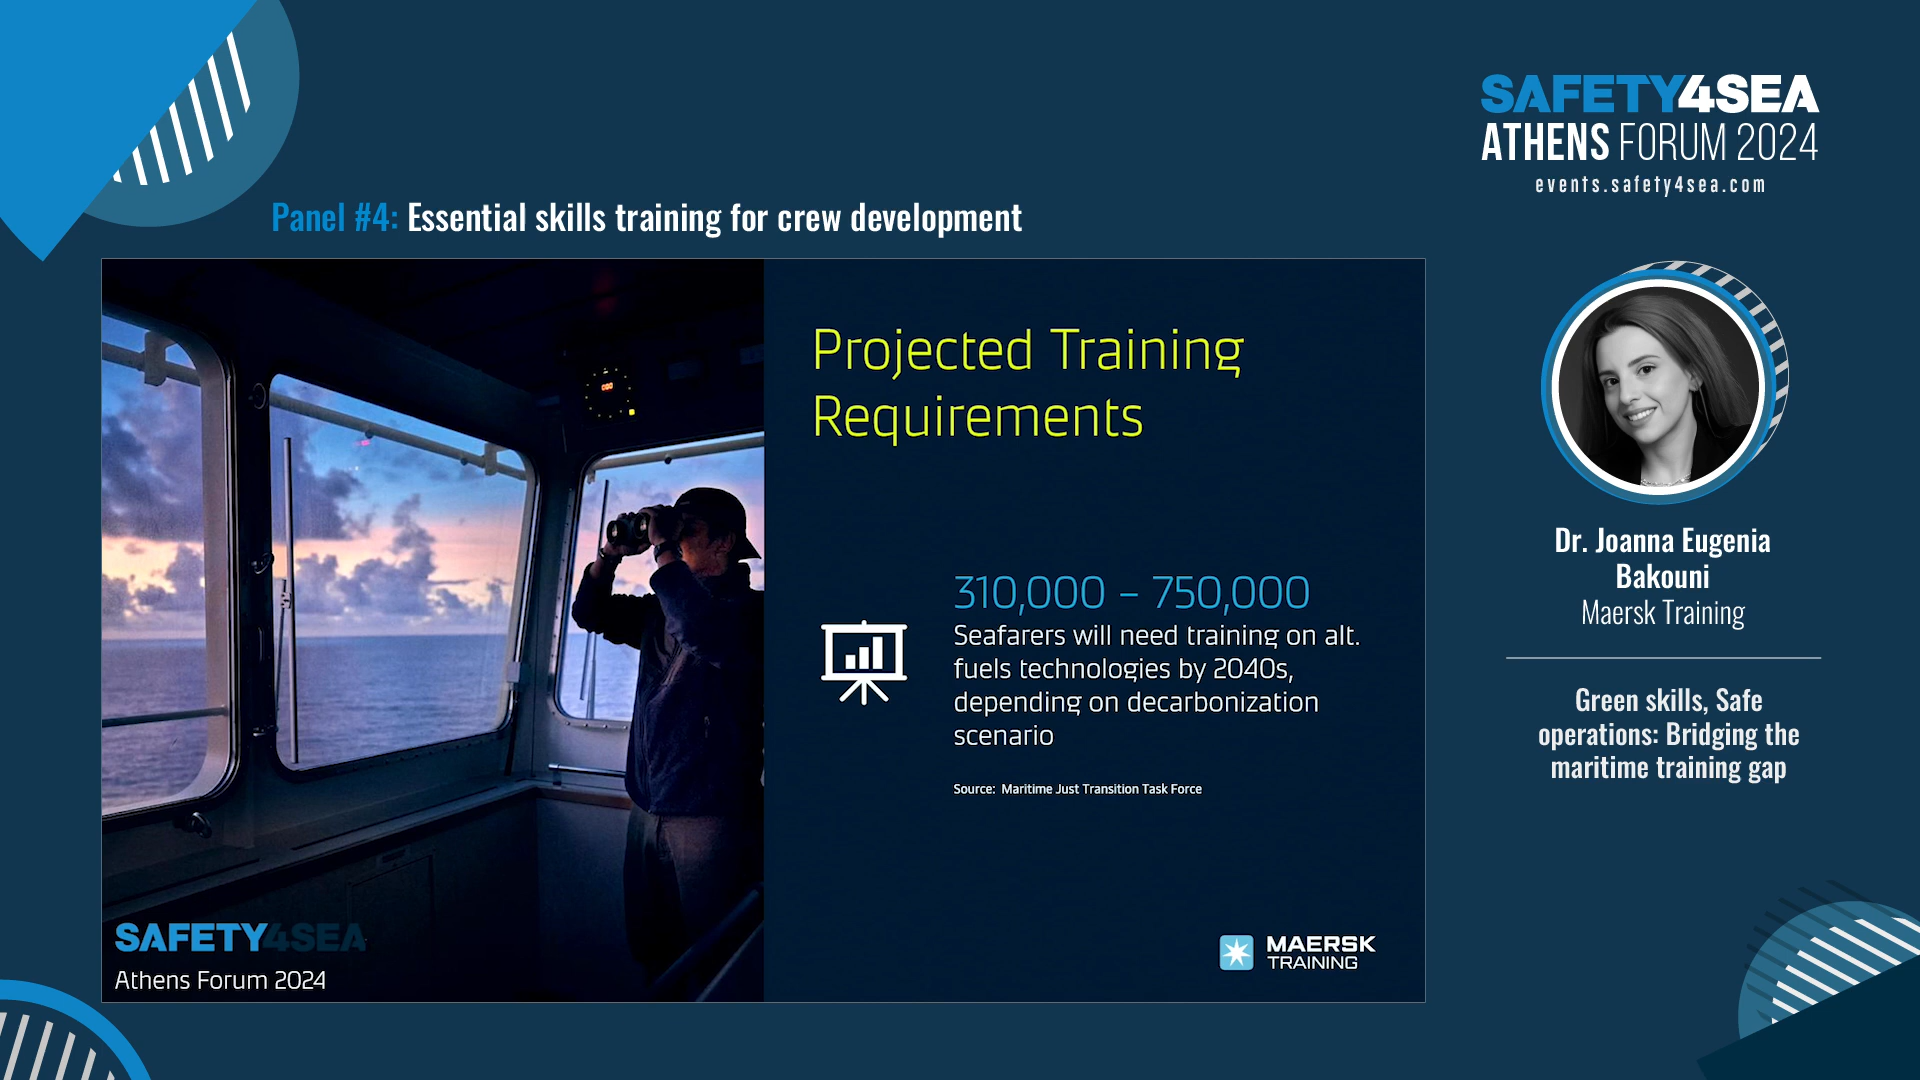 SAFETY4SEA
ATHENS FORUM 2024
events.safety4sea.com
Panel #4: Essential skills training for crew development
Projected Training
Requirements
310,000 – 750,000
Seafarers will need training on alt.
fuels technologies by 2040s,
depending on decarbonization
scenario
Source: Maritime Just Transition Task Force
SAFETY4SEA
Athens Forum 2024
MAERSK
TRAINING
Dr. Joanna Eugenia
Bakouni
Maersk Training
Green skills, Safe
operations: Bridging the
maritime training gap